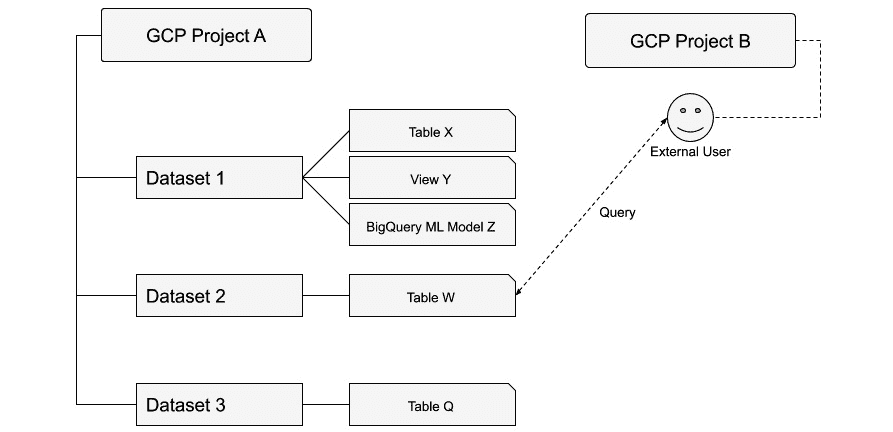 GCP Project A
GCP Project B
Table X
External User
Dataset 1
View Y
Query
BigQuery ML Model Z
Dataset 2
Table W
Dataset 3
Table Q